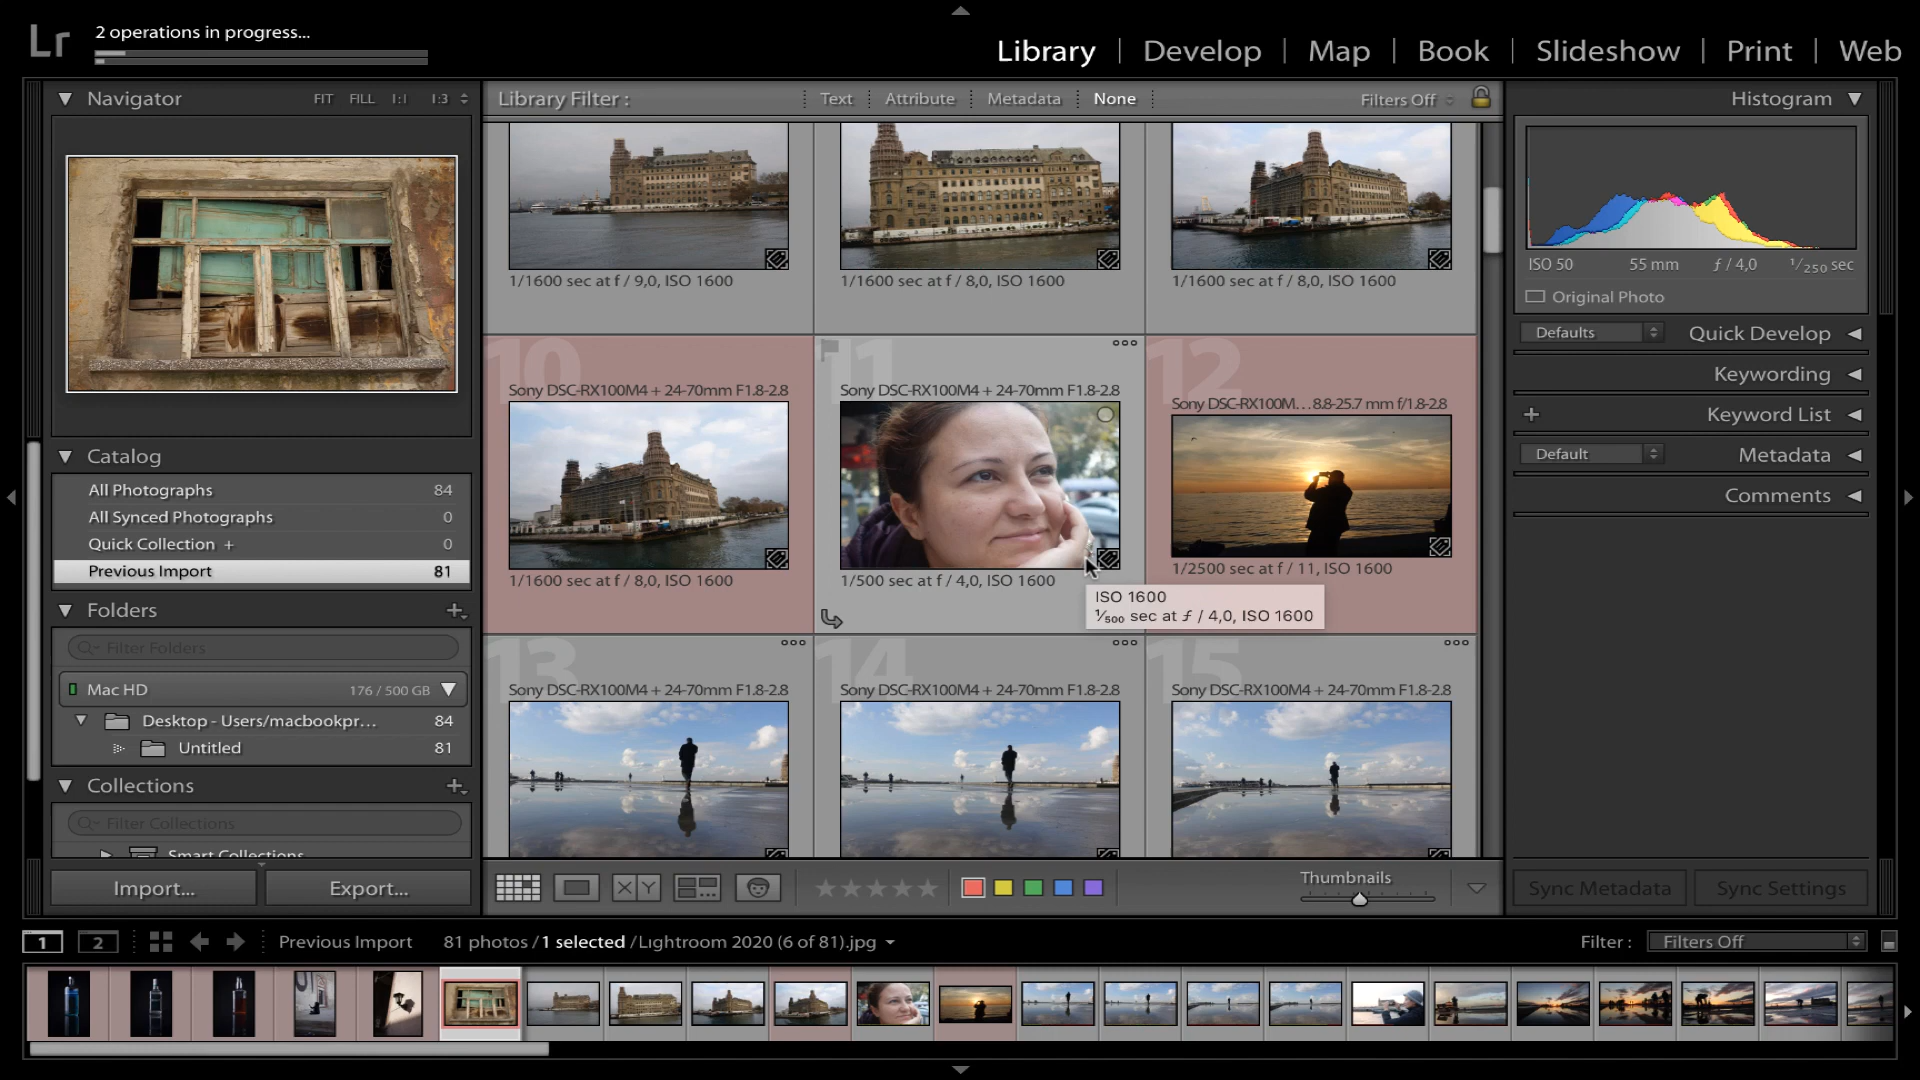 Lr
2 operations in progress...
Library | Develop | Map | Book | Slideshow | Print | Web
Navigator FIT FILL 1:1 1:3
Library Filter : Text Attribute Metadata None Filters Off
Histogram
ISO 50 55 mm ƒ / 4,0 1/250 sec
Original Photo
Defaults Quick Develop
Keywording
+ Keyword List
Default Metadata
Comments
1/1600 sec at f / 9,0, ISO 1600
1/1600 sec at f / 8,0, ISO 1600
1/1600 sec at f / 8,0, ISO 1600
10
Sony DSC-RX100M4 + 24-70mm F1.8-2.8
1/1600 sec at f / 8,0, ISO 1600
11
Sony DSC-RX100M4 + 24-70mm F1.8-2.8
1/500 sec at f / 4,0, ISO 1600
12
Sony DSC-RX100M...8.8-25.7 mm f/1.8-2.8
1/2500 sec at f / 11, ISO 1600
ISO 1600
1/500 sec at ƒ / 4,0, ISO 1600
13
Sony DSC-RX100M4 + 24-70mm F1.8-2.8
14
Sony DSC-RX100M4 + 24-70mm F1.8-2.8
15
Sony DSC-RX100M4 + 24-70mm F1.8-2.8
Catalog
All Photographs 84
All Synced Photographs 0
Quick Collection + 0
Previous Import 81
Folders
Filter Folders
Mac HD 176 / 500 GB
Desktop - Users/macbookpr... 84
Untitled 81
Collections
Filter Collections
Smart Collections
Import... Export...
X Y
Thumbnails
Sync Metadata Sync Settings
1 2 Previous Import 81 photos / 1 selected / Lightroom 2020 (6 of 81).jpg
Filter : Filters Off